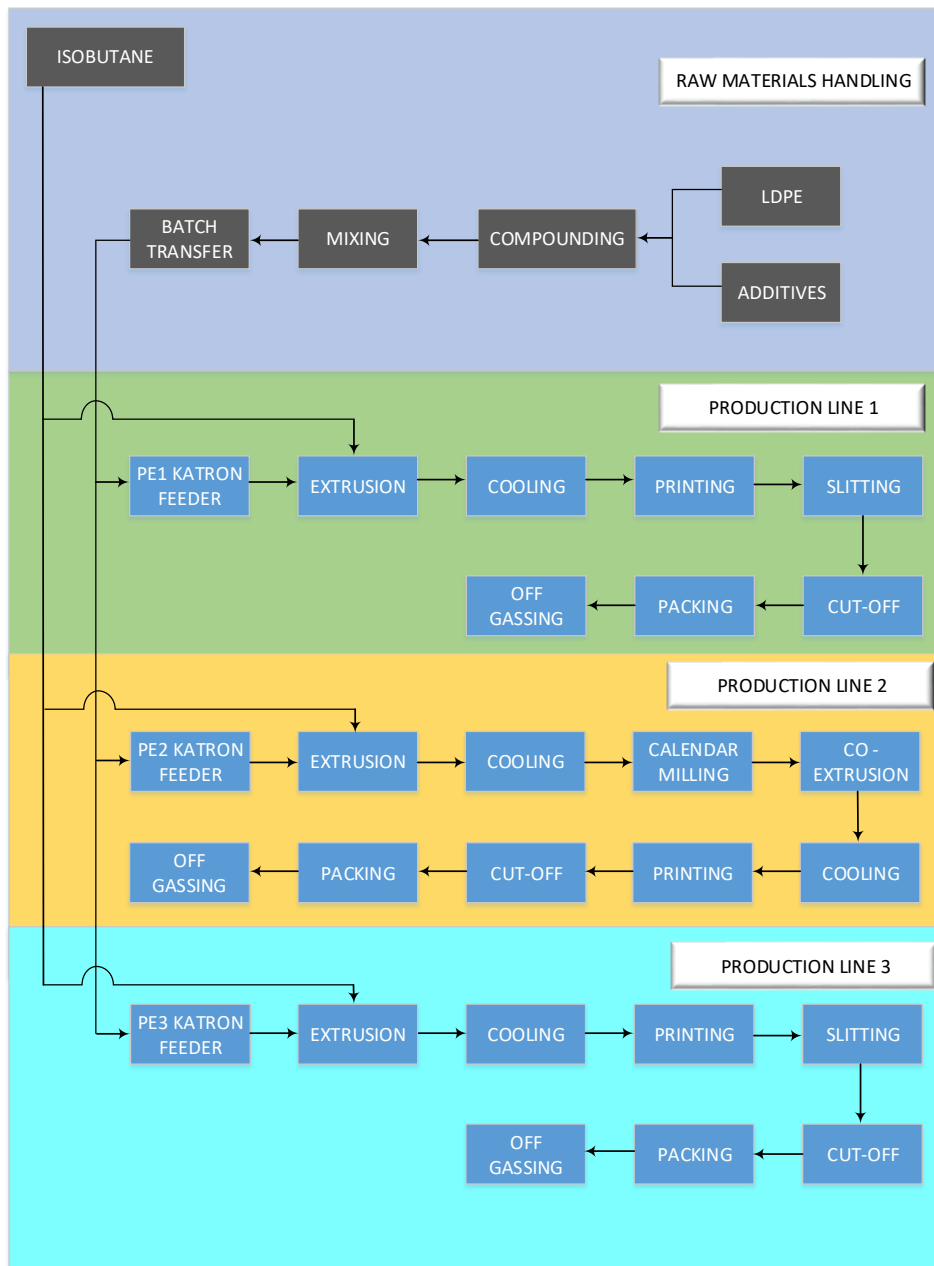 ISOBUTANE
RAW MATERIALS HANDLING
LDPE
BATCH
TRANSFER
MIXING
COMPOUNDING
ADDITIVES
PRODUCTION LINE 1
PE1 KATRON
FEEDER
EXTRUSION
COOLING
PRINTING
SLITTING
OFF
GASSING
PACKING
CUT-OFF
PRODUCTION LINE 2
PE2 KATRON
FEEDER
EXTRUSION
COOLING
CALENDAR
MILLING
CO -
EXTRUSION
OFF
GASSING
PACKING
CUT-OFF
PRINTING
COOLING
PRODUCTION LINE 3
PE3 KATRON
FEEDER
EXTRUSION
COOLING
PRINTING
SLITTING
OFF
GASSING
PACKING
CUT-OFF